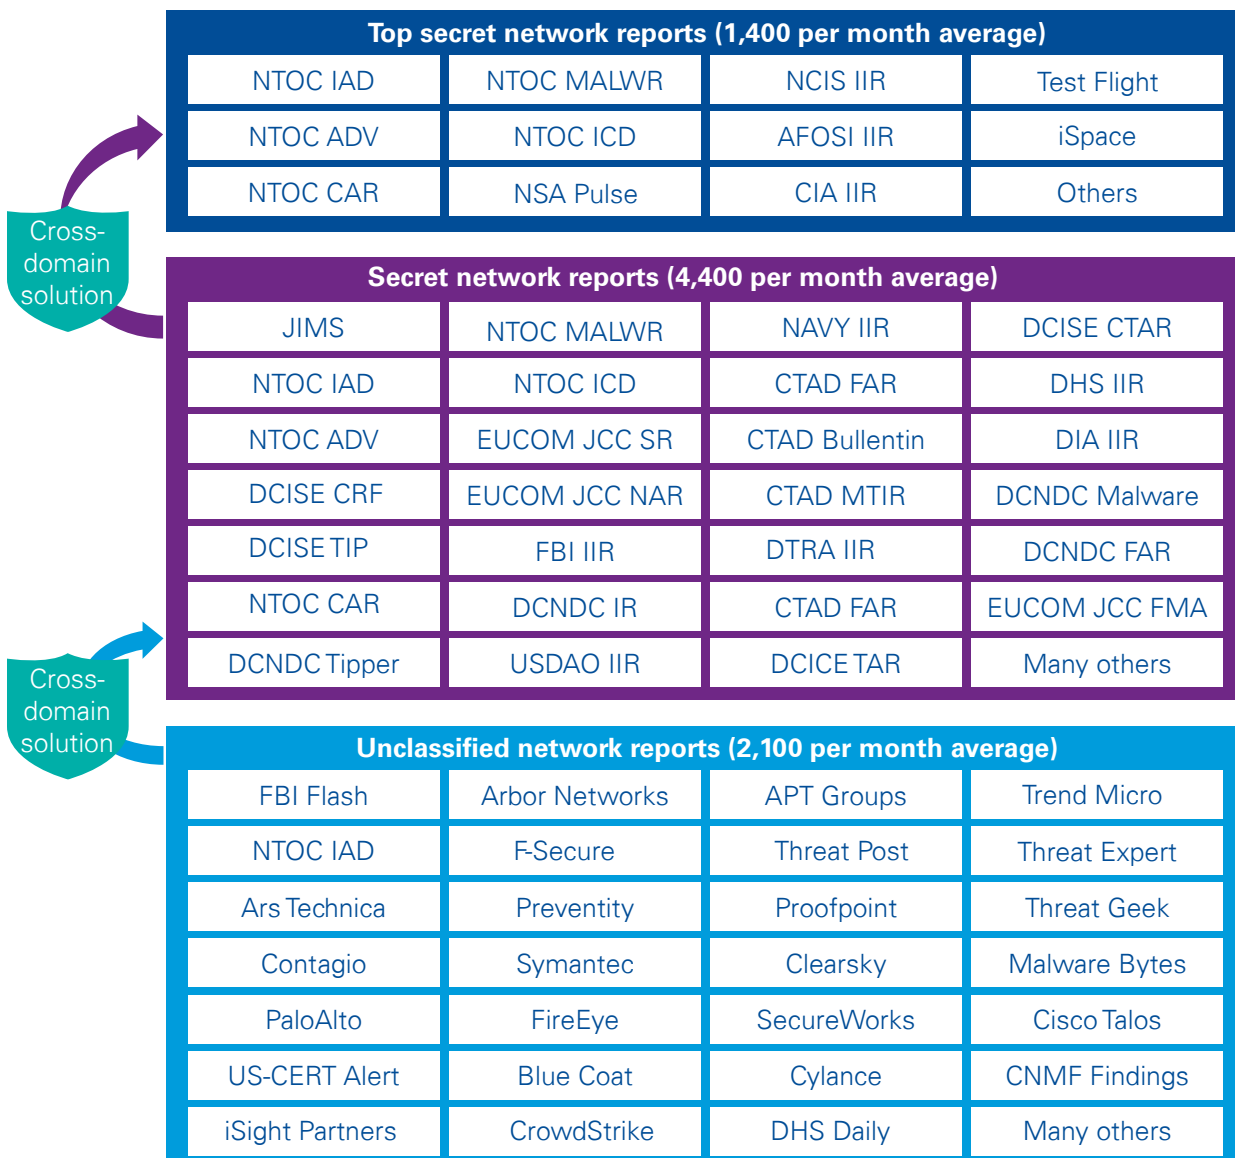 Top secret network reports (1,400 per month average)
NTOC IAD NTOC MALWR NCIS IIR Test Flight
NTOC ADV NTOC ICD AFOSI IIR iSpace
NTOC CAR NSA Pulse CIA IIR Others
Cross-
domain
solution
Secret network reports (4,400 per month average)
JIMS NTOC MALWR NAVY IIR DCISE CTAR
NTOC IAD NTOC ICD CTAD FAR DHS IIR
NTOC ADV EUCOM JCC SR CTAD Bullentin DIA IIR
DCISE CRF EUCOM JCC NAR CTAD MTIR DCNDC Malware
DCISE TIP FBI IIR DTRA IIR DCNDC FAR
NTOC CAR DCNDC IR CTAD FAR EUCOM JCC FMA
DCNDC Tipper USDAO IIR DCICE TAR Many others
Cross-
domain
solution
Unclassified network reports (2,100 per month average)
FBI Flash Arbor Networks APT Groups Trend Micro
NTOC IAD F-Secure Threat Post Threat Expert
Ars Technica Preventity Proofpoint Threat Geek
Contagio Symantec Clearsky Malware Bytes
PaloAlto FireEye SecureWorks Cisco Talos
US-CERT Alert Blue Coat Cylance CNMF Findings
iSight Partners CrowdStrike DHS Daily Many others